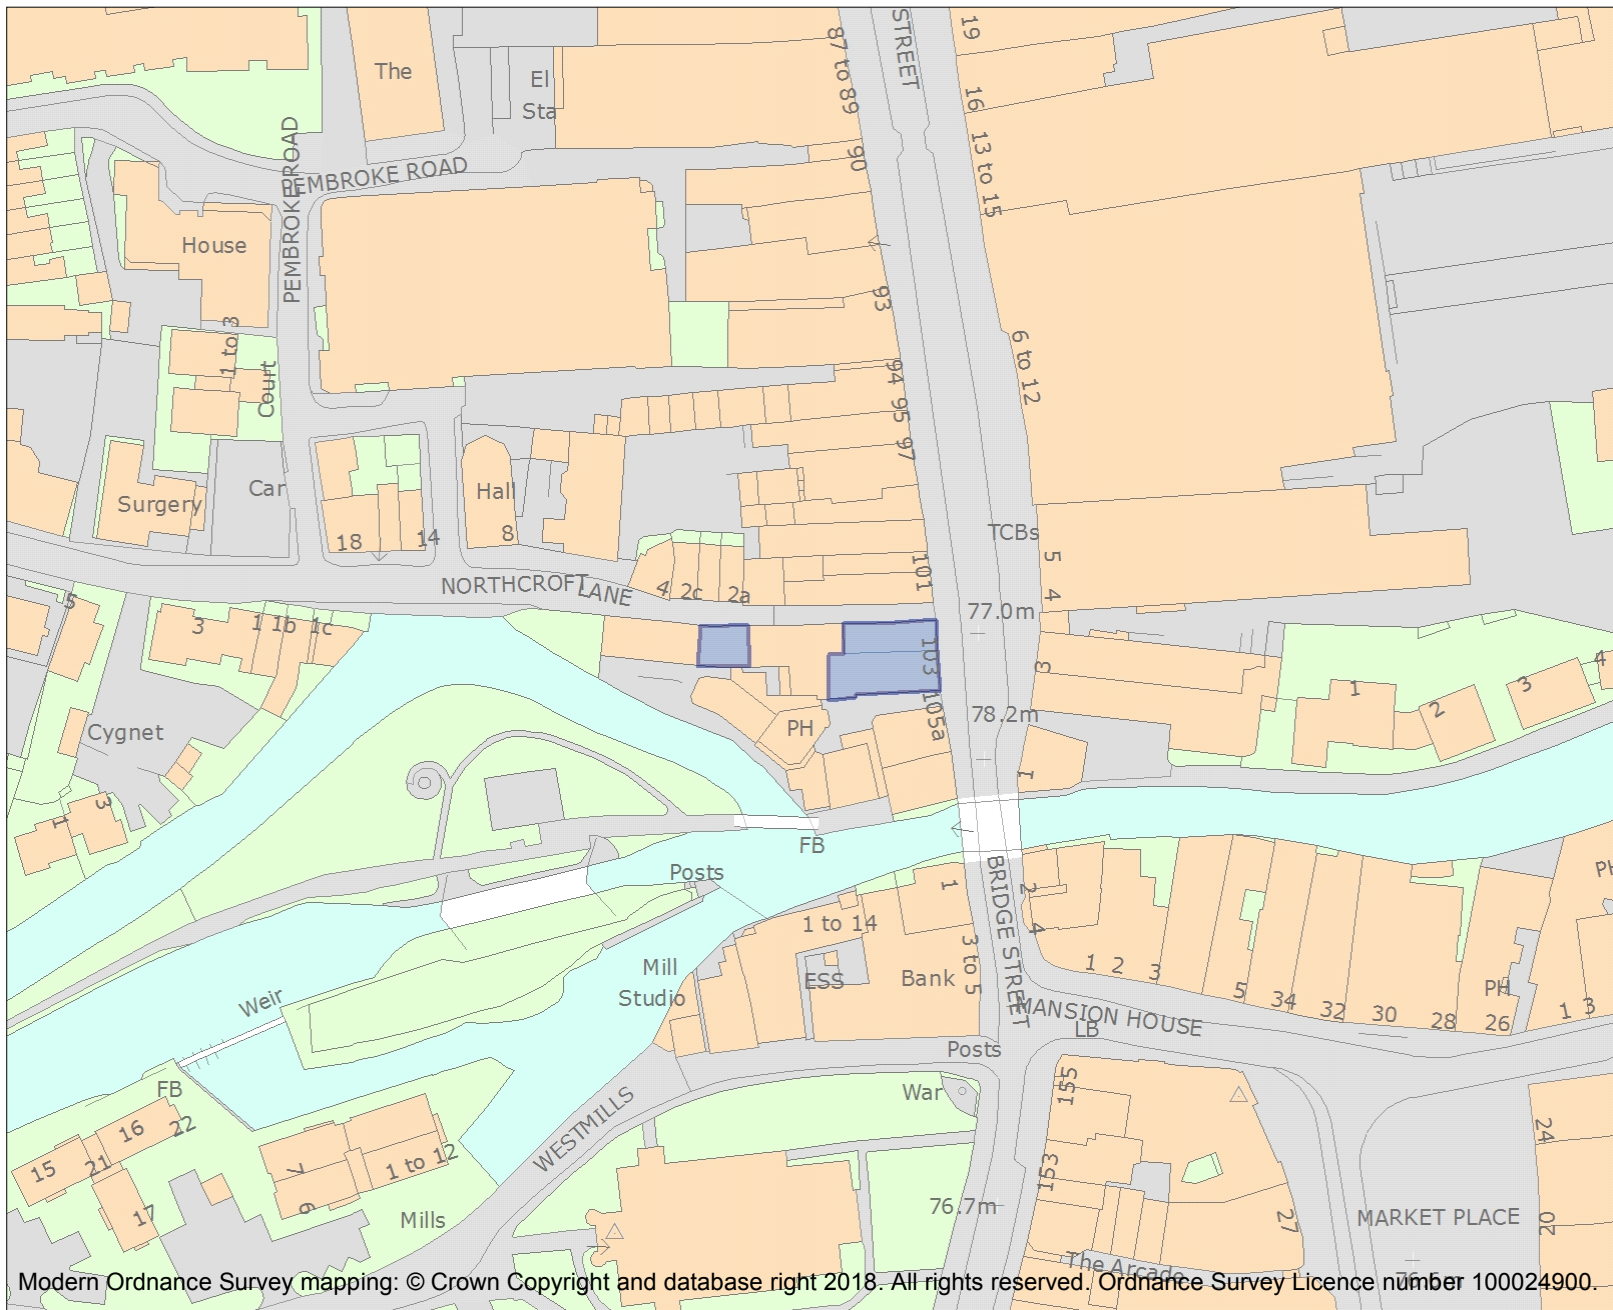 STREET
19
87 to 89
The
El
Sta
16
13 to 15
90
PEMBROKE ROAD
PEMBROKE ROAD
House
93
1 to 3
Court
6 to 12
94
95
97
Surgery
Car
Hall
18
14
8
TCBs
101
5
4
NORTHCROFT LANE
4
2c
2a
77.0m
5
3
1
1b
1c
103
3
105a
78.2m
1
2
3
4
Cygnet
PH
1
3
1
FB
Posts
BRIDGE STREET
1
2
4
1 to 14
3 to 5
PH
Mill
Studio
ESS
Bank
1
2
3
5
34
32
30
28
26
PH
1
3
Weir
MANSION HOUSE
LB
Posts
FB
War
155
WESTMILLS
16
22
15
21
17
7
6
1 to 12
Mills
153
24
76.7m
27
MARKET PLACE
20
The Arcade
76.6m
Modern Ordnance Survey mapping: © Crown Copyright and database right 2018. All rights reserved. Ordnance Survey Licence number 100024900.